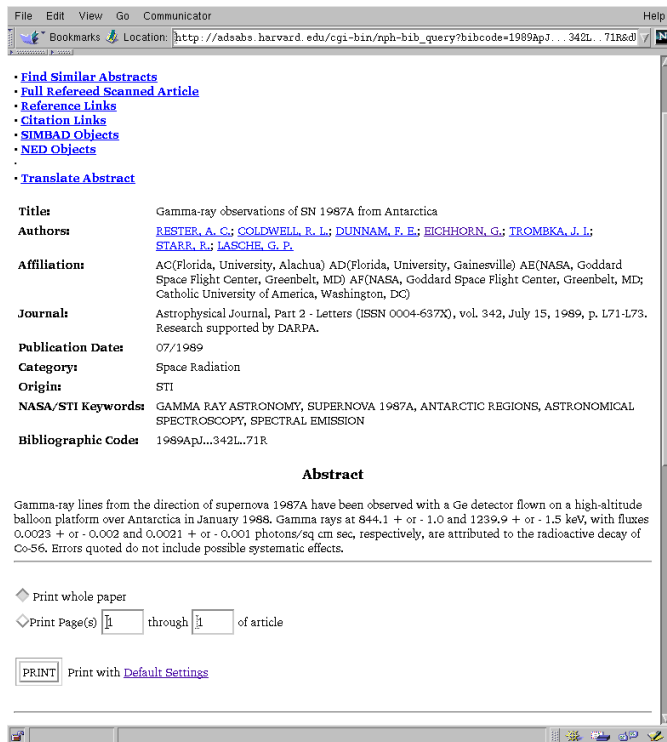 File Edit View Go Communicator Help
Bookmarks Location: http://adsabs.harvard.edu/cgi-bin/nph-bib_query?bibcode=1989ApJ...342L..71R&d
• Find Similar Abstracts
• Full Refereed Scanned Article
• Reference Links
• Citation Links
• SIMBAD Objects
• NED Objects
•
• Translate Abstract
Title: Gamma-ray observations of SN 1987A from Antarctica
Authors: RESTER, A. C.; COLDWELL, R. L.; DUNNAM, F. E.; EICHHORN, G.; TROMBKA, J. I.;
STARR, R.; LASCHE, G. P.
Affiliation: AC(Florida, University, Alachua) AD(Florida, University, Gainesville) AE(NASA, Goddard
Space Flight Center, Greenbelt, MD) AF(NASA, Goddard Space Flight Center, Greenbelt, MD;
Catholic University of America, Washington, DC)
Journal: Astrophysical Journal, Part 2 - Letters (ISSN 0004-637X), vol. 342, July 15, 1989, p. L71-L73.
Research supported by DARPA.
Publication Date: 07/1989
Category: Space Radiation
Origin: STI
NASA/STI Keywords: GAMMA RAY ASTRONOMY, SUPERNOVA 1987A, ANTARCTIC REGIONS, ASTRONOMICAL
SPECTROSCOPY, SPECTRAL EMISSION
Bibliographic Code: 1989ApJ...342L..71R
Abstract
Gamma-ray lines from the direction of supernova 1987A have been observed with a Ge detector flown on a high-altitude
balloon platform over Antarctica in January 1988. Gamma rays at 844.1 + or - 1.0 and 1239.9 + or - 1.5 keV, with fluxes
0.0023 + or - 0.002 and 0.0021 + or - 0.001 photons/sq cm sec, respectively, are attributed to the radioactive decay of
Co-56. Errors quoted do not include possible systematic effects.
Print whole paper
Print Page(s) 1 through 1 of article
PRINT Print with Default Settings